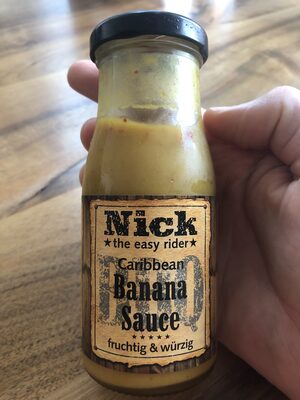 Nick
★ the easy rider ★
Caribbean
BBQ
Banana
Sauce
★★★★★
fruchtig & würzig